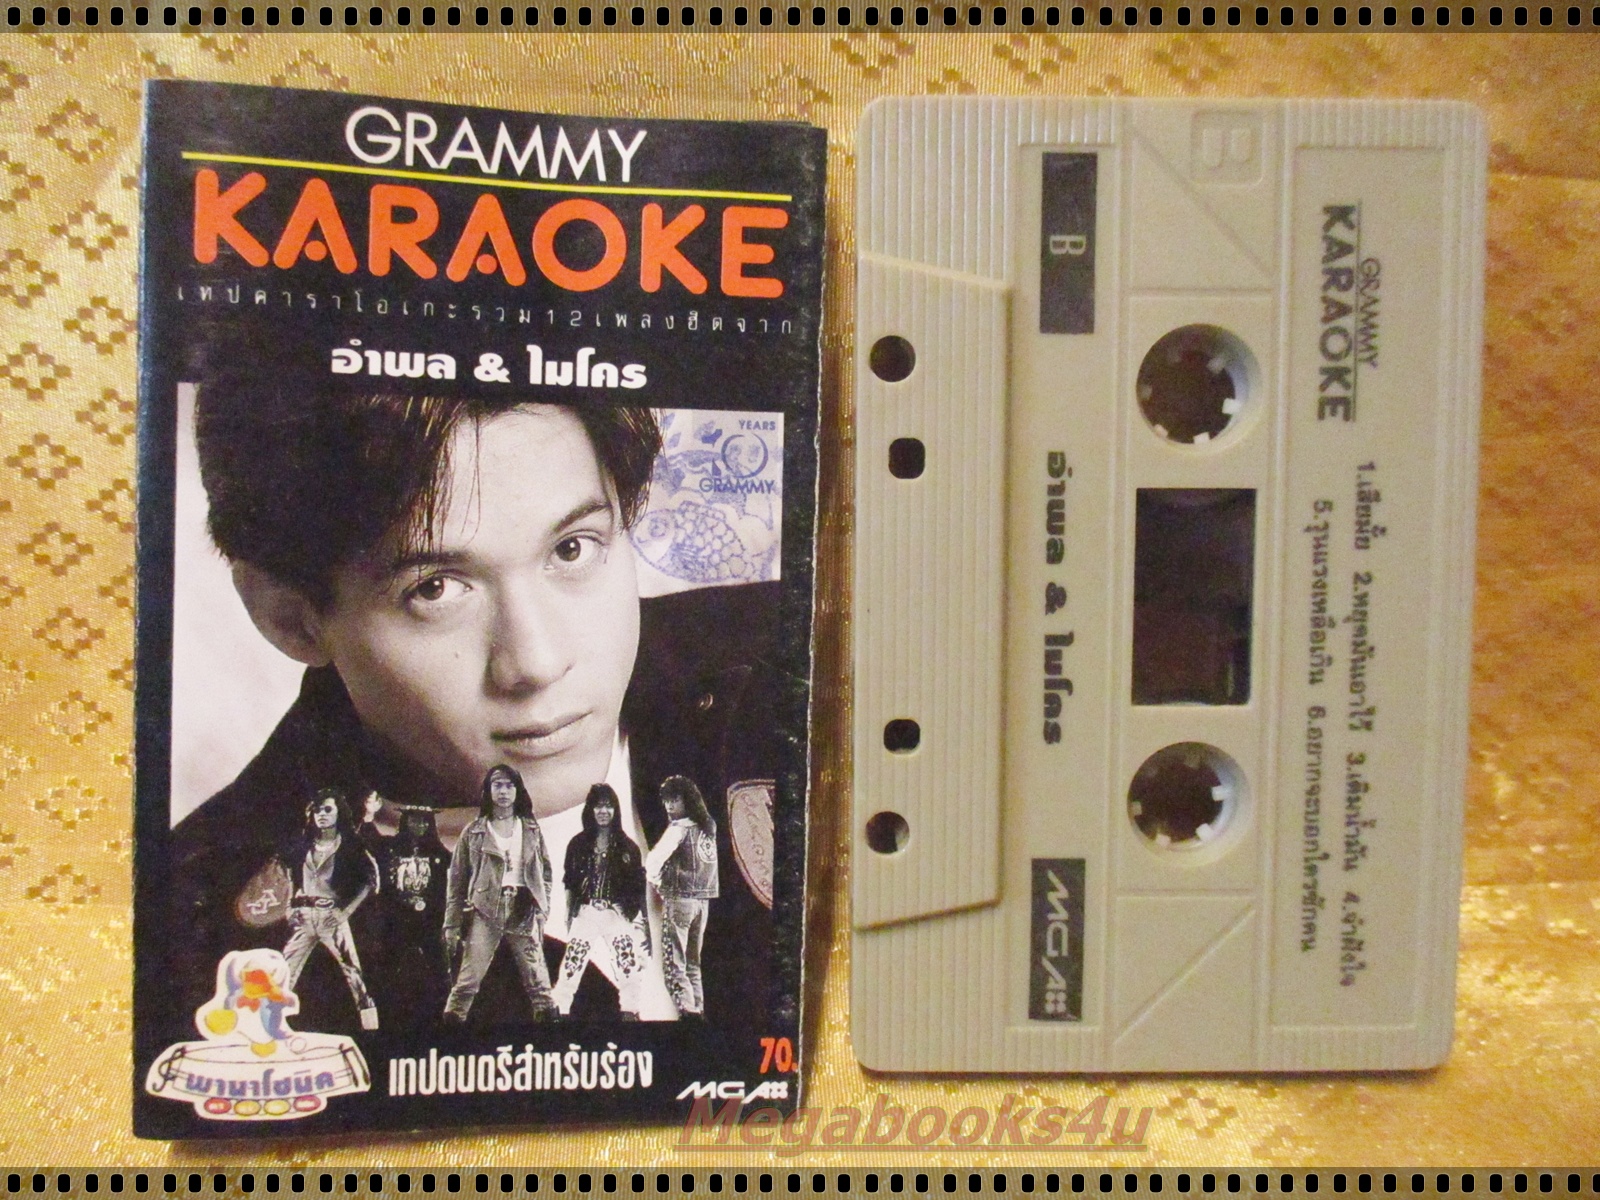 GRAMMY
KARAOKE
เทปคาราโอเกะรวม12เพลงฮิตจาก
อำพล & ไมโคร
YEARS
GRAMMY
พานาโซนิค
เทปดนตรีสำหรับร้อง
70.
MGA
B
B
อำพล & ไมโคร
MGA
GRAMMY
KARAOKE
1.เสียมั้ย 2.หยุดมันเอาไว้ 3.เติมน้ำมัน 4.จำฝังใจ
5.วุ่นแวงเหลือเกิน 6.อยากจะบอกใครซักคน
Megabooks4u